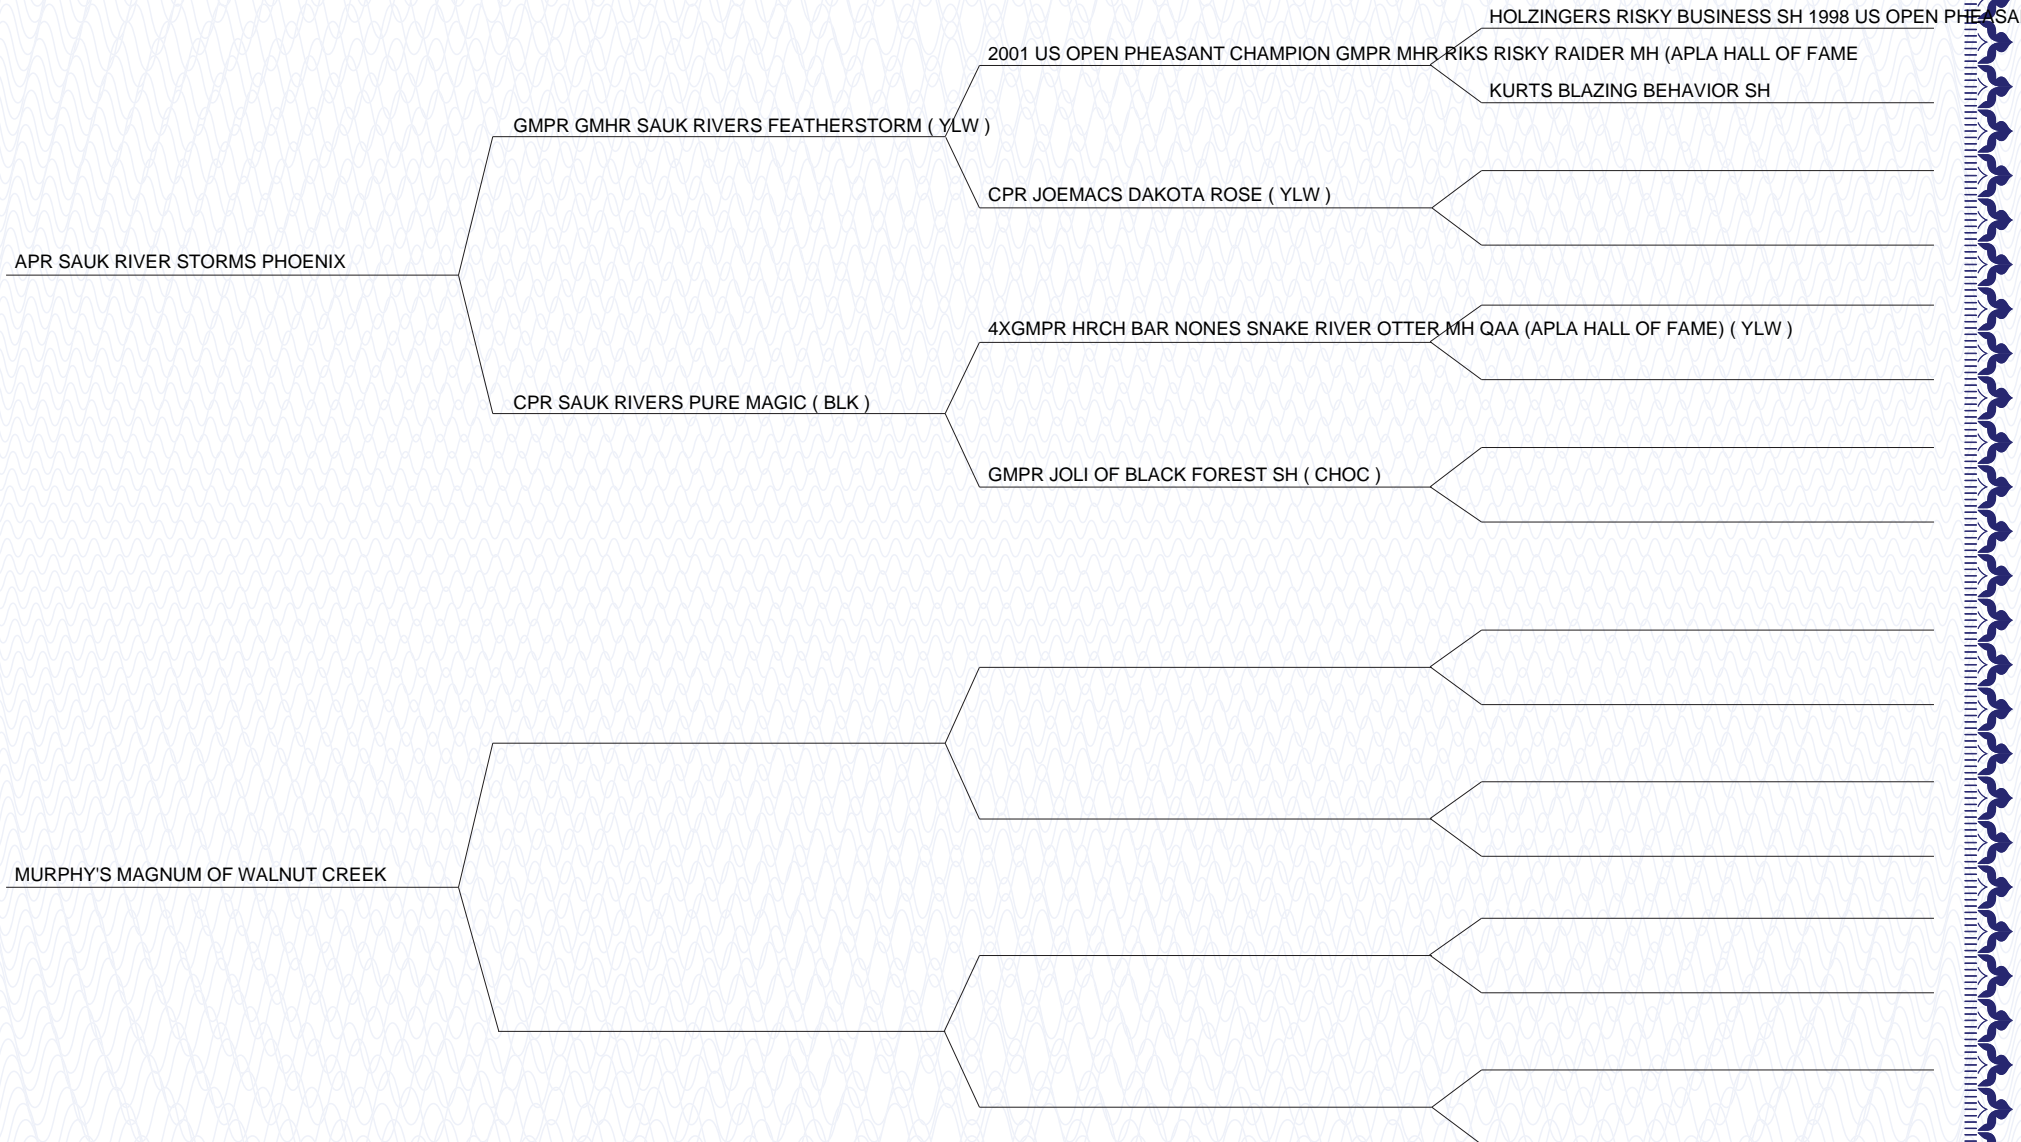 HOLZINGERS RISKY BUSINESS SH 1998 US OPEN
2001 US OPEN PHEASANT CHAMPION GMPR MHR RIKS RISKY RAIDER MH (APLA HALL OF FAME
KURTS BLAZING BEHAVIOR SH
GMPR GMHR SAUK RIVERS FEATHERSTORM ( YLW )
CPR JOEMACS DAKOTA ROSE ( YLW )
APR SAUK RIVER STORMS PHOENIX
4XGMPR HRCH BAR NONES SNAKE RIVER OTTER MH QAA (APLA HALL OF FAME) ( YLW )
CPR SAUK RIVERS PURE MAGIC ( BLK )
GMPR JOLI OF BLACK FOREST SH ( CHOC )
MURPHY'S MAGNUM OF WALNUT CREEK